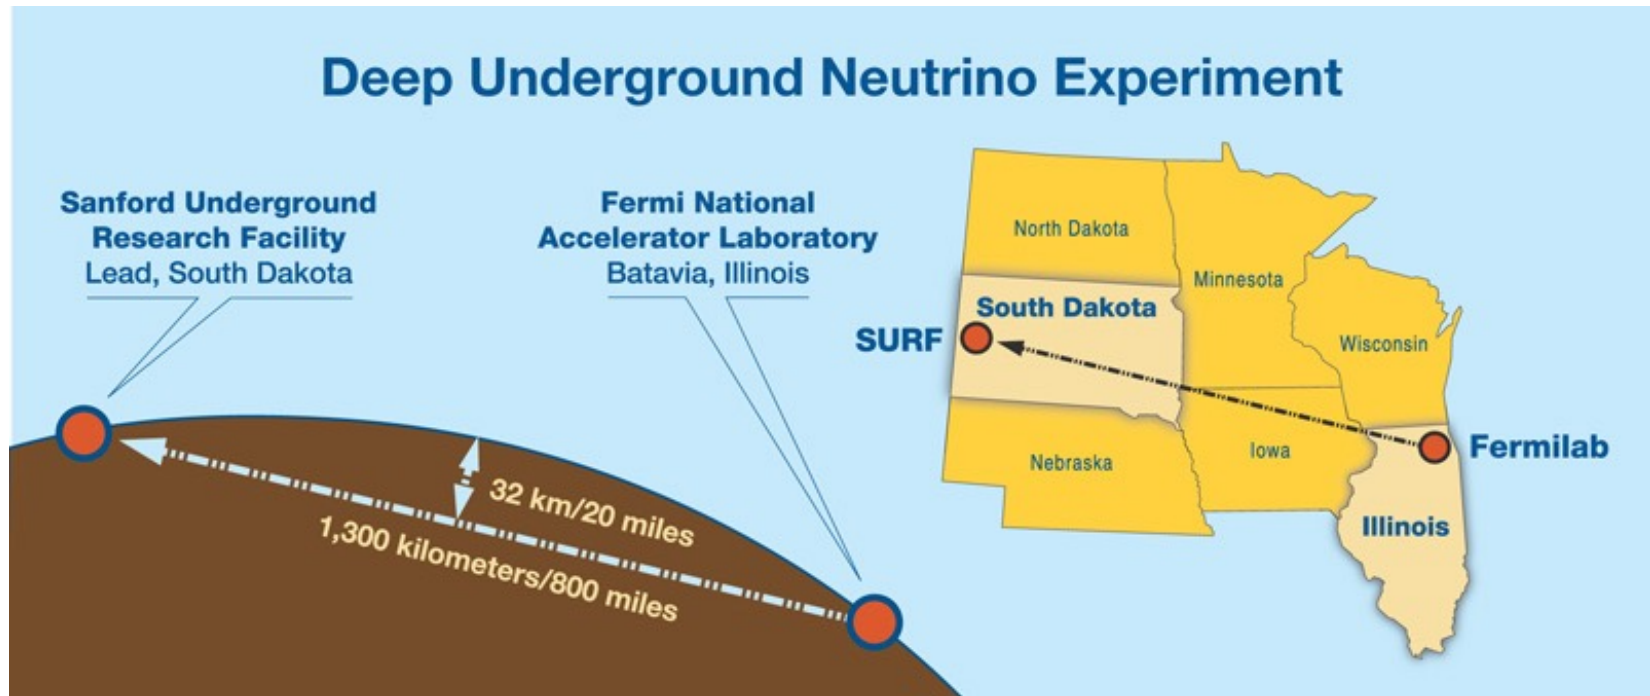 Deep Underground Neutrino Experiment
Sanford Underground
Research Facility
Lead, South Dakota
Fermi National
Accelerator Laboratory
Batavia, Illinois
32 km/20 miles
1,300 kilometers/800 miles
North Dakota
Minnesota
South Dakota
SURF
Wisconsin
Nebraska
Iowa
Fermilab
Illinois